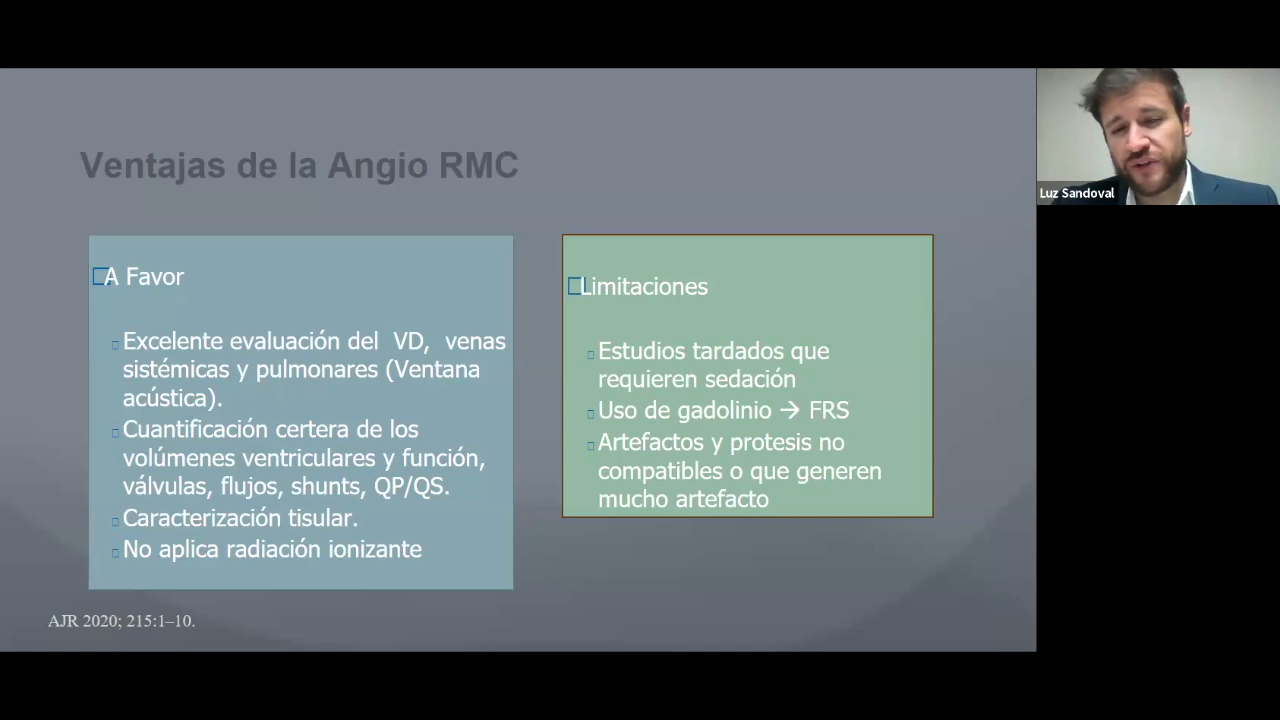 Ventajas de la Angio RMC
A Favor
Excelente evaluación del VD, venas
sistémicas y pulmonares (Ventana
acústica).
Cuantificación certera de los
volúmenes ventriculares y función,
válvulas, flujos, shunts, QP/QS.
Caracterización tisular.
No aplica radiación ionizante
Limitaciones
Estudios tardados que
requieren sedación
Uso de gadolinio → FRS
Artefactos y protesis no
compatibles o que generen
mucho artefacto
AJR 2020; 215:1–10.
Luz Sandoval